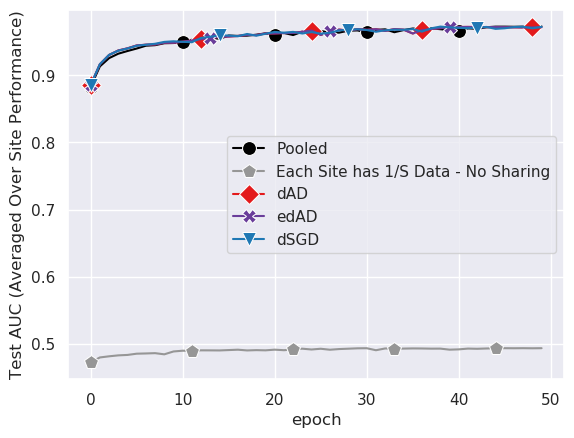 Test AUC (Averaged Over Site Performance)
0.9
0.8
0.7
0.6
0.5
Pooled
Each Site has 1/S Data - No Sharing
dAD
edAD
dSGD
0
10
20
30
40
50
epoch